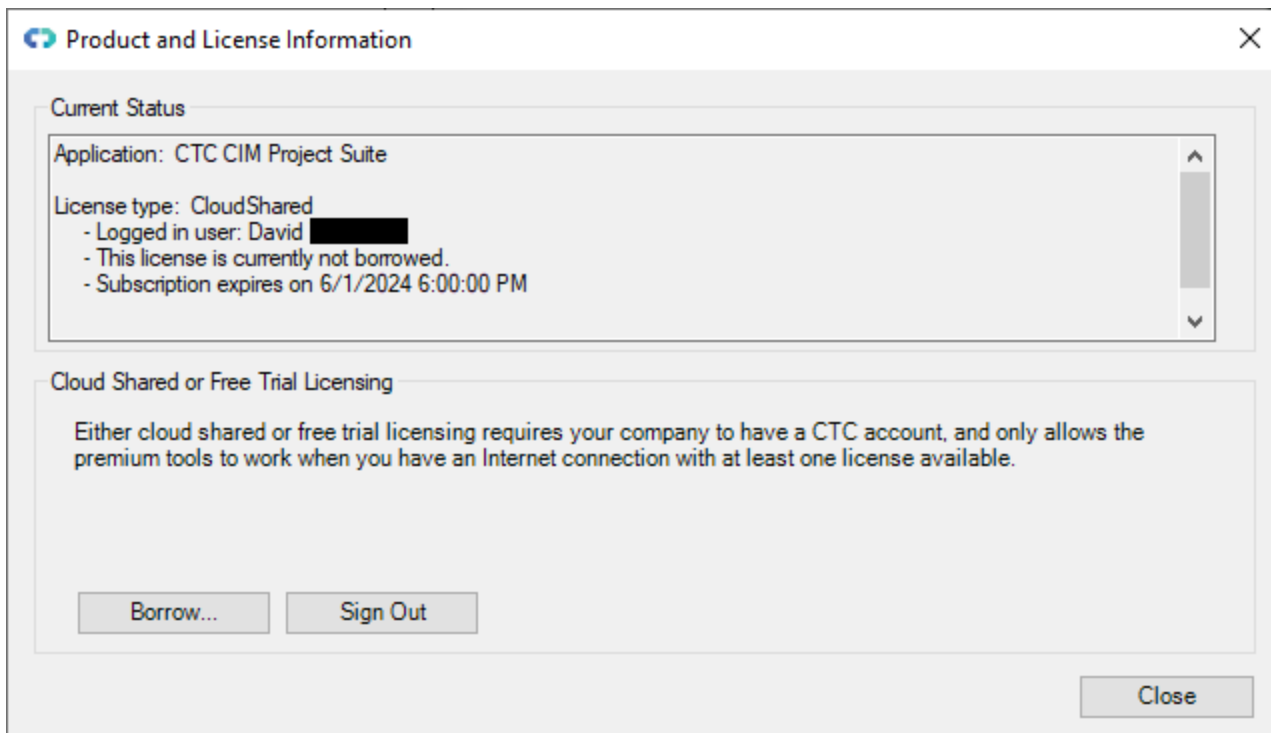 Product and License Information
Current Status
Application: CTC CIM Project Suite
License type: CloudShared
- Logged in user: David
- This license is currently not borrowed.
- Subscription expires on 6/1/2024 6:00:00 PM
Cloud Shared or Free Trial Licensing
Either cloud shared or free trial licensing requires your company to have a CTC account, and only allows the
premium tools to work when you have an Internet connection with at least one license available.
Borrow...
Sign Out
Close